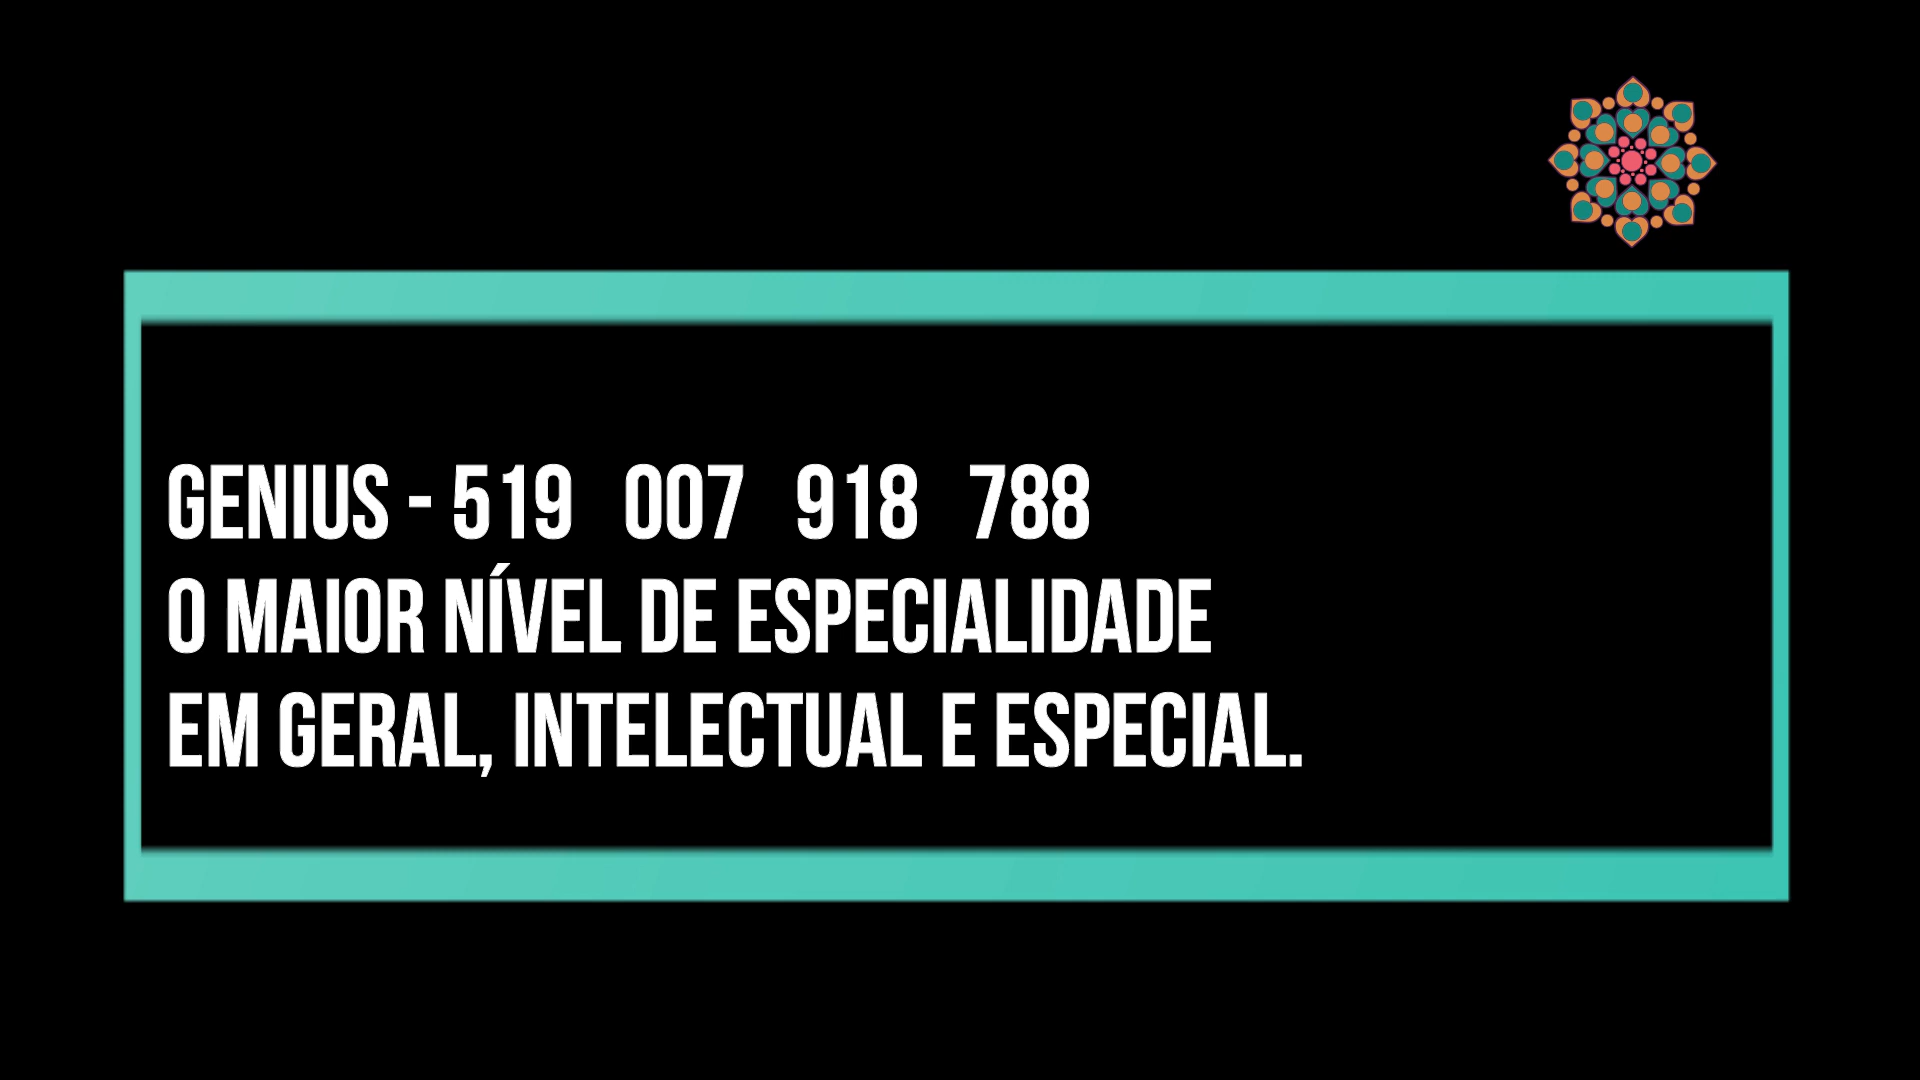 GENIUS - 519 007 918 788
O MAIOR NÍVEL DE ESPECIALIDADE
EM GERAL, INTELECTUAL E ESPECIAL.